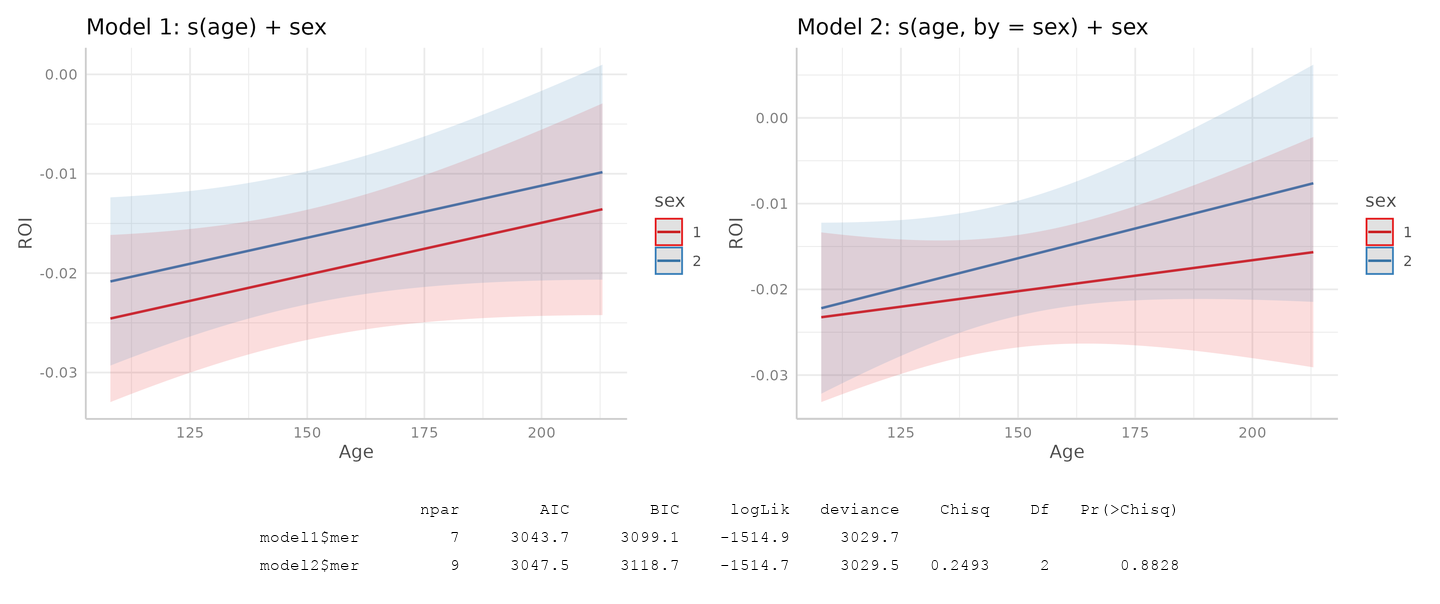 Model 1: s(age) + sex
0.00
-0.01
-0.02
-0.03
ROI
125 150 175 200
Age
sex
1
2
Model 2: s(age, by = sex) + sex
0.00
-0.01
-0.02
-0.03
ROI
125 150 175 200
Age
sex
1
2
npar AIC BIC logLik deviance Chisq Df Pr(>Chisq)
model1$mer 7 3043.7 3099.1 -1514.9 3029.7
model2$mer 9 3047.5 3118.7 -1514.7 3029.5 0.2493 2 0.8828